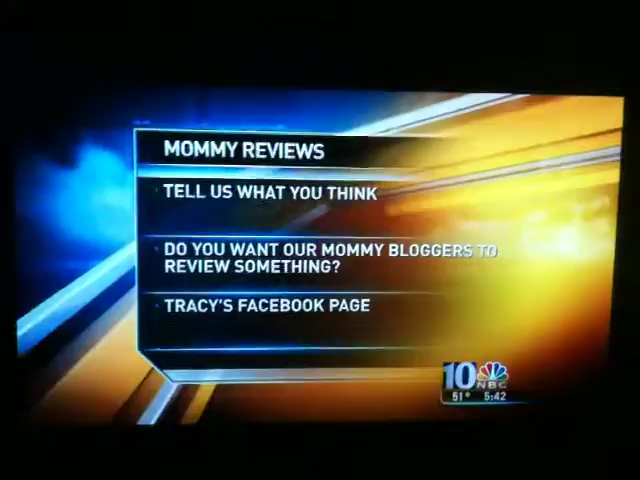 MOMMY REVIEWS
TELL US WHAT YOU THINK
DO YOU WANT OUR MOMMY BLOGGERS TO
REVIEW SOMETHING?
TRACY'S FACEBOOK PAGE
10 NBC
51° 5:42